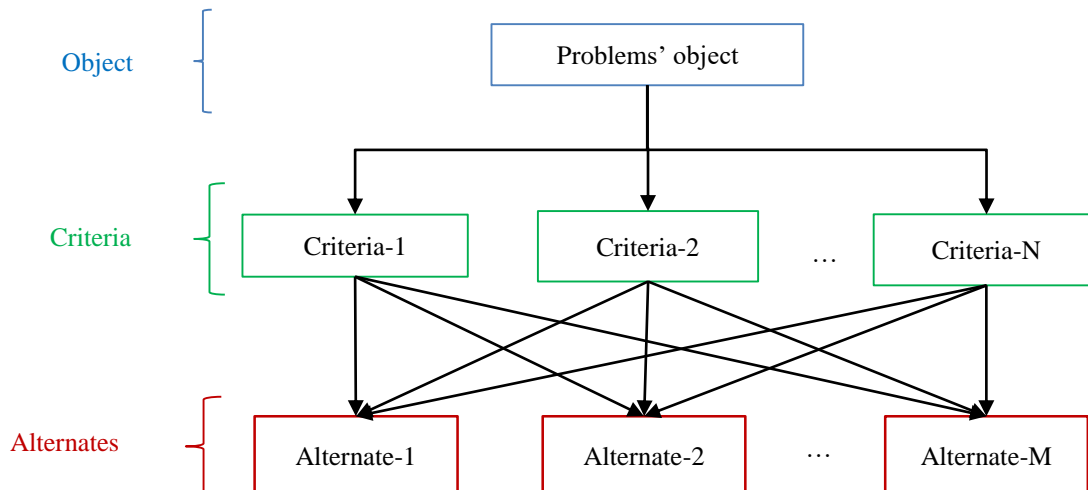 Object
Problems’ object
Criteria
Criteria-1
Criteria-2
…
Criteria-N
Alternates
Alternate-1
Alternate-2
…
Alternate-M